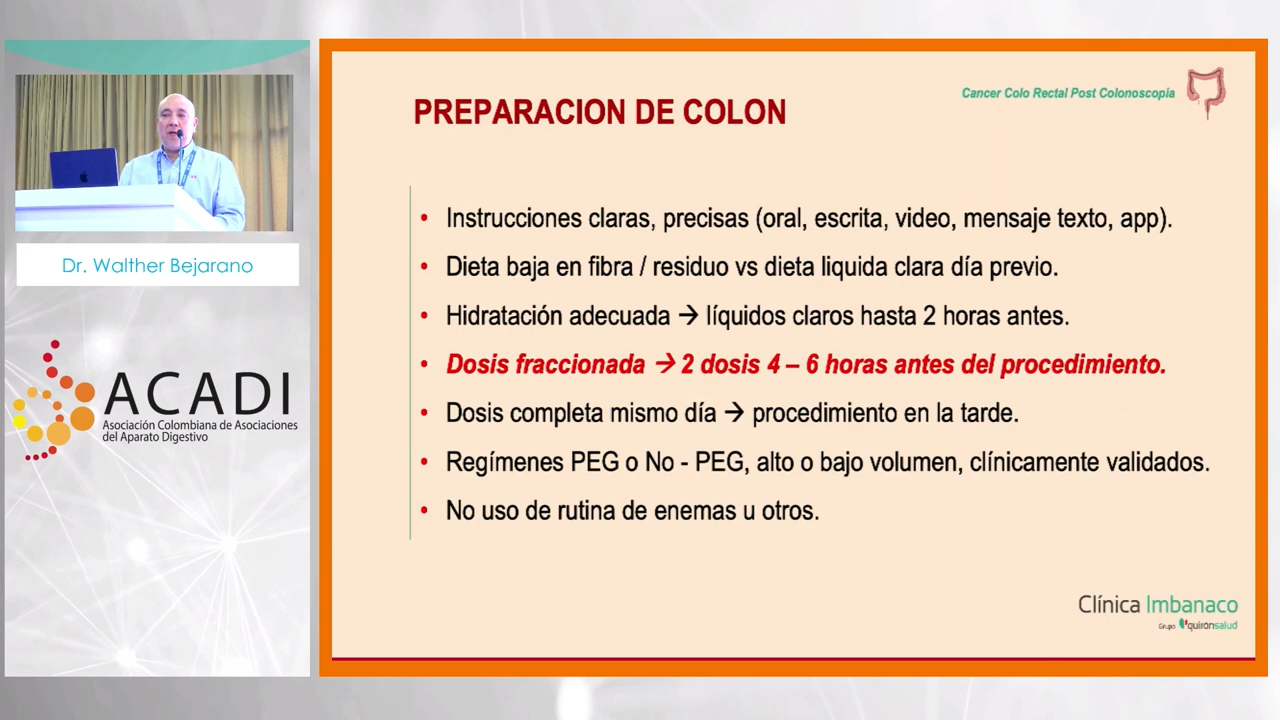 Cancer Colo Rectal Post Colonoscopía
PREPARACION DE COLON
• Instrucciones claras, precisas (oral, escrita, video, mensaje texto, app).
• Dieta baja en fibra / residuo vs dieta liquida clara día previo.
• Hidratación adecuada → líquidos claros hasta 2 horas antes.
• Dosis fraccionada → 2 dosis 4 – 6 horas antes del procedimiento.
• Dosis completa mismo día → procedimiento en la tarde.
• Regímenes PEG o No - PEG, alto o bajo volumen, clínicamente validados.
• No uso de rutina de enemas u otros.
Clínica Imbanaco
Grupo quirónsalud
Dr. Walther Bejarano
ACADI
Asociación Colombiana de Asociaciones
del Aparato Digestivo